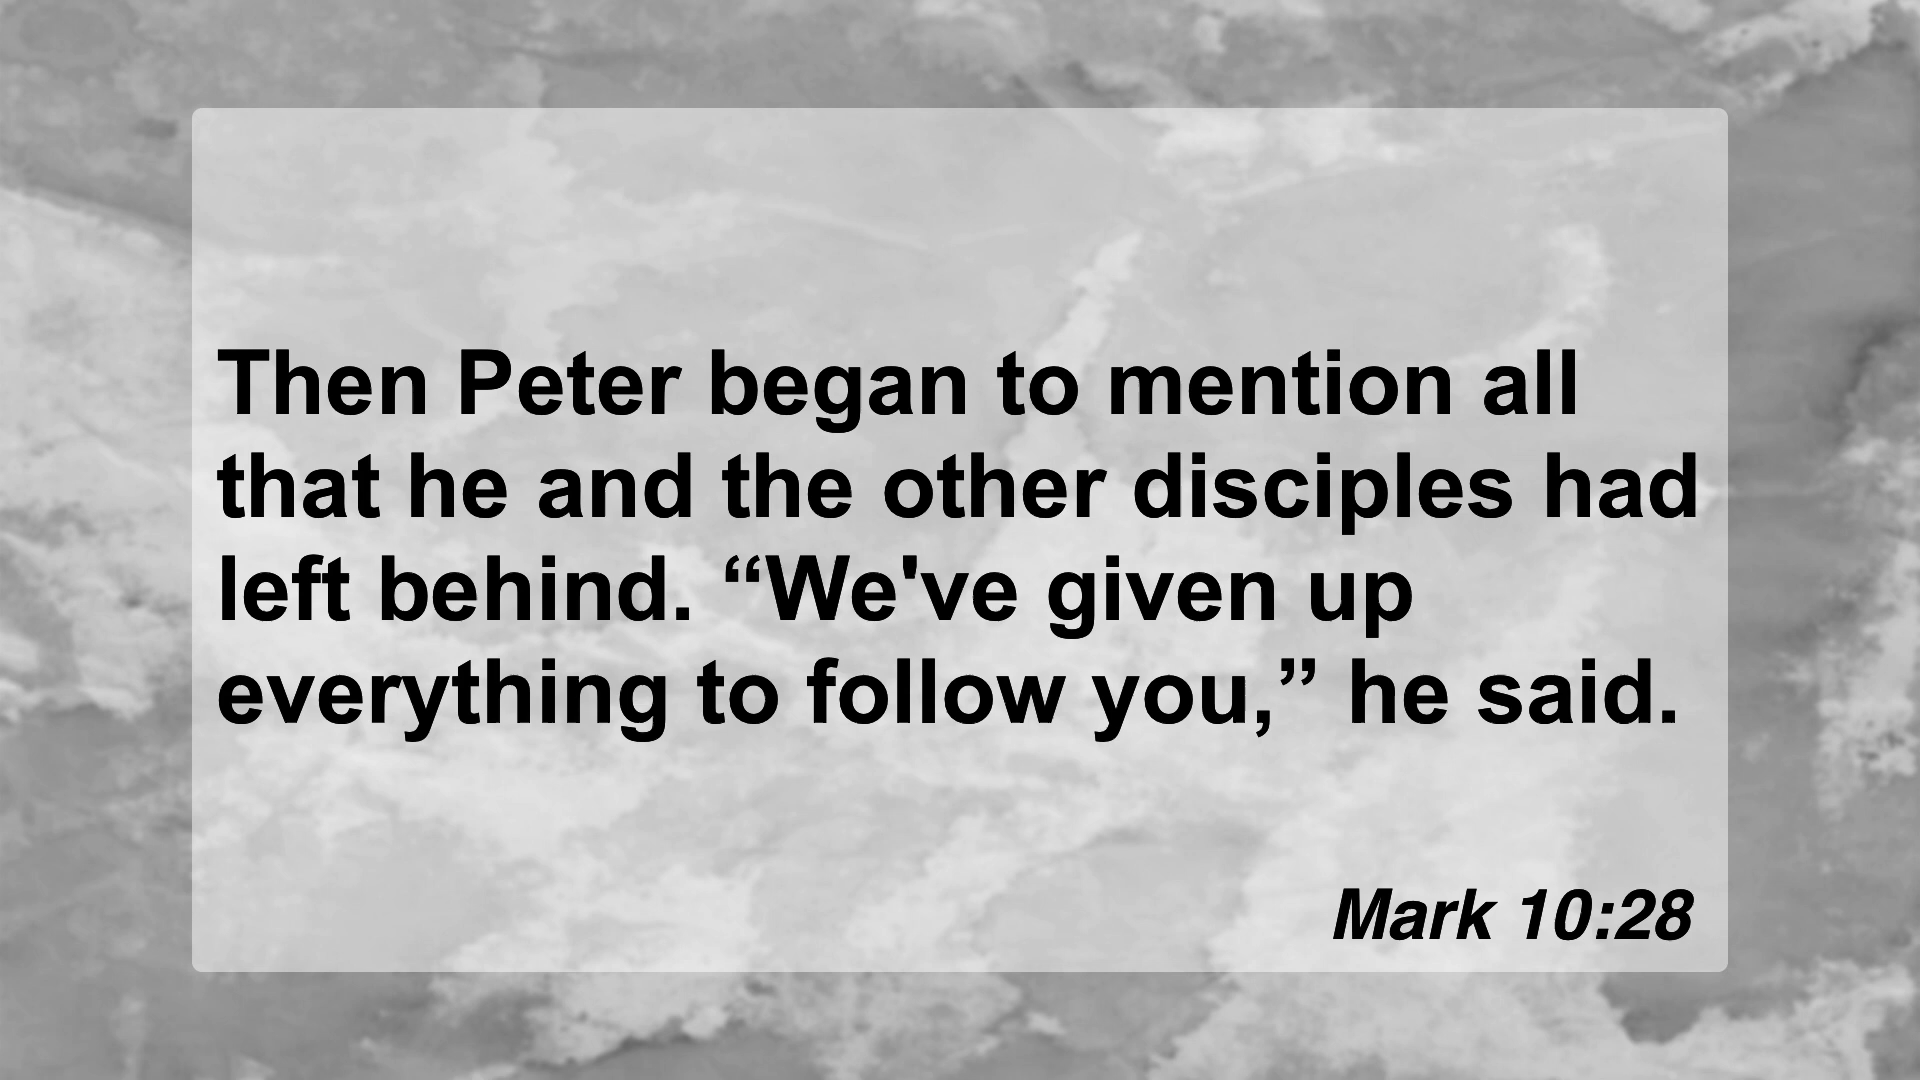 Then Peter began to mention all
that he and the other disciples had
left behind. “We've given up
everything to follow you,” he said.
Mark 10:28